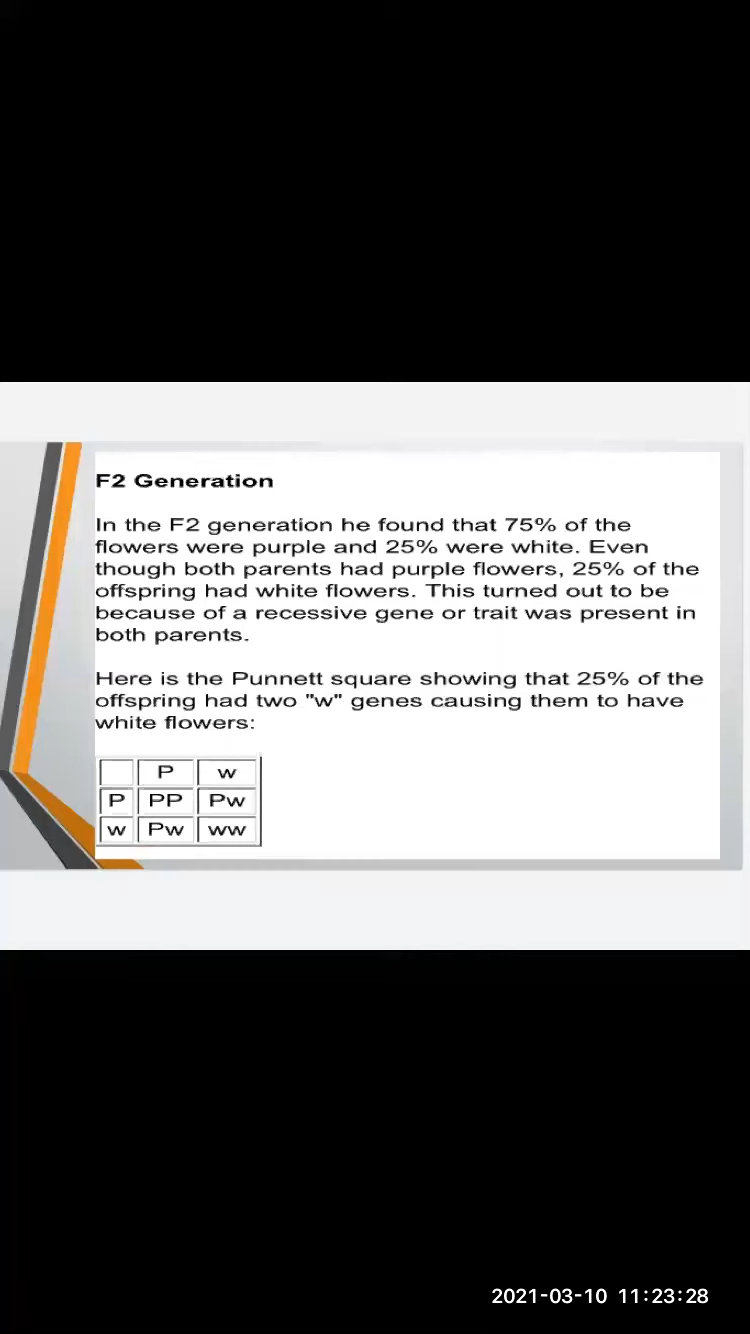 F2 Generation
In the F2 generation he found that 75% of the
flowers were purple and 25% were white. Even
though both parents had purple flowers, 25% of the
offspring had white flowers. This turned out to be
because of a recessive gene or trait was present in
both parents.
Here is the Punnett square showing that 25% of the
offspring had two "w" genes causing them to have
white flowers:
P w
P PP Pw
w Pw ww
2021-03-10 11:23:28